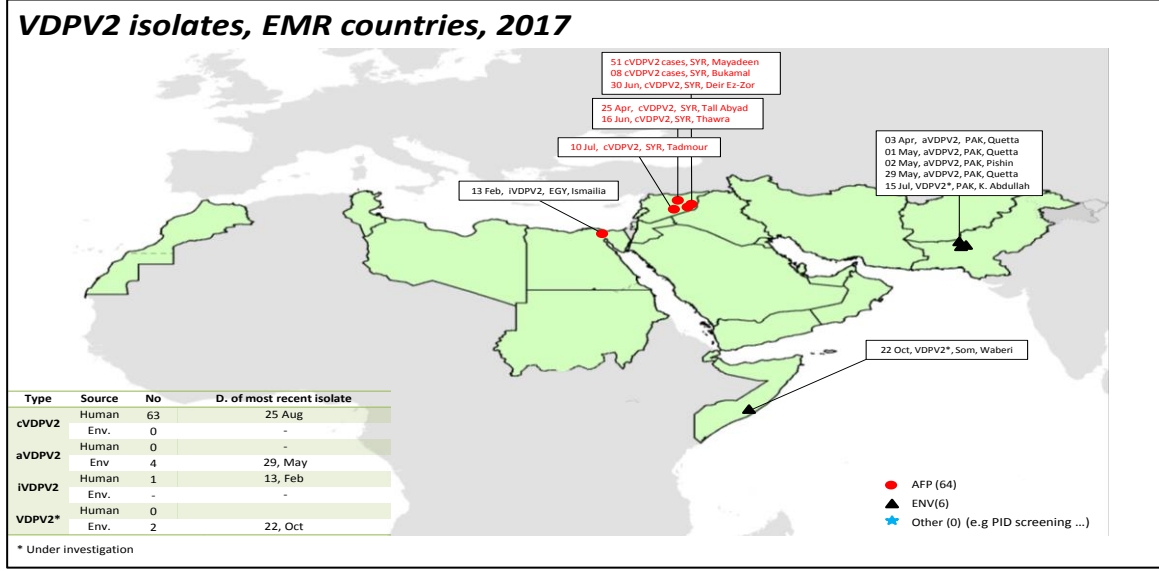 VDPV2 isolates, EMR countries, 2017
51 cVDPV2 cases, SYR, Mayadeen
08 cVDPV2 cases, SYR, Bukamal
30 Jun, cVDPV2, SYR, Deir Ez-Zor
25 Apr, cVDPV2, SYR, Tall Abyad
16 Jun, cVDPV2, SYR, Thawra
10 Jul, cVDPV2, SYR, Tadmour
13 Feb, iVDPV2, EGY, Ismailia
03 Apr, aVDPV2, PAK, Quetta
01 May, aVDPV2, PAK, Quetta
02 May, aVDPV2, PAK, Pishin
29 May, aVDPV2, PAK, Quetta
15 Jul, VDPV2*, PAK, K. Abdullah
22 Oct, VDPV2*, Som, Waberi
Type Source No D. of most recent isolate
cVDPV2 Human 63 25 Aug
Env. 0 -
aVDPV2 Human 0 -
Env 4 29, May
iVDPV2 Human 1 13, Feb
Env. - -
VDPV2* Human 0
Env. 2 22, Oct
* Under investigation
AFP (64)
ENV(6)
Other (0) (e.g PID screening ...)